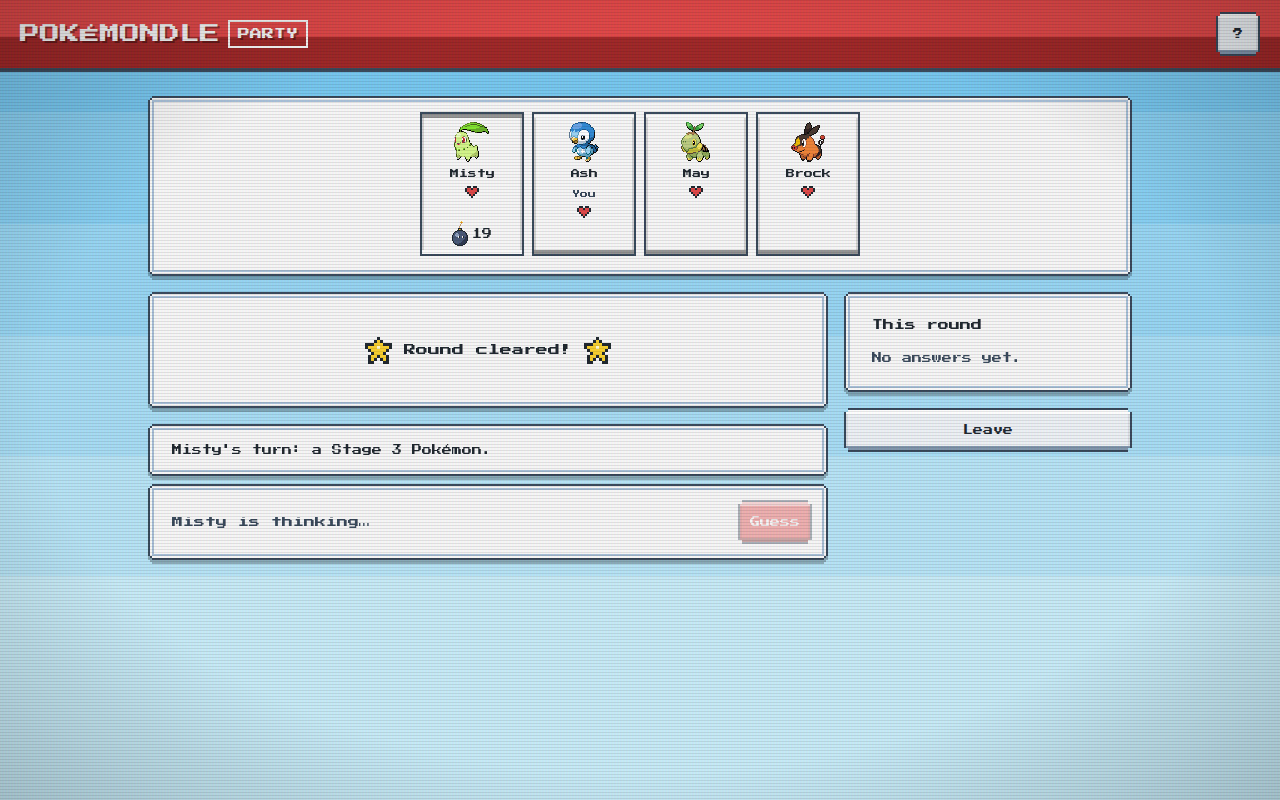 POKéMONDLE PARTY
?
Misty
19
Ash
You
May
Brock
Round cleared!
This round
No answers yet.
Leave
Misty's turn: a Stage 3 Pokémon.
Misty is thinking…
Guess